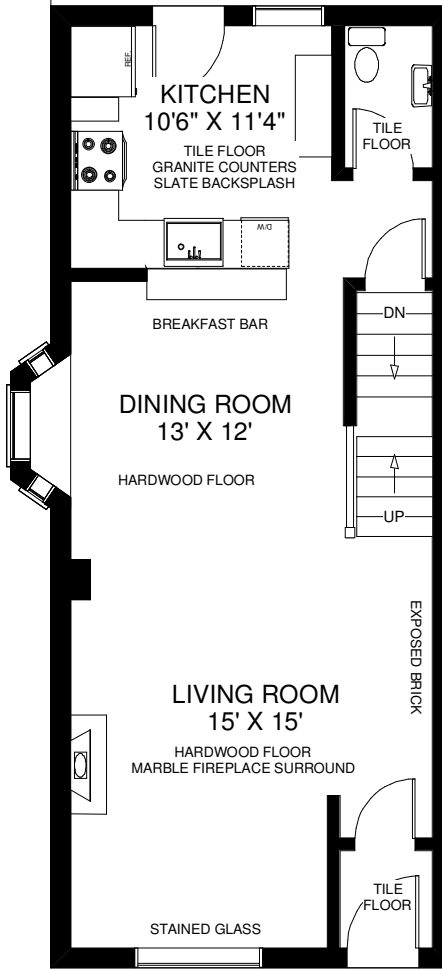 REF.
KITCHEN
10'6" X 11'4"
TILE FLOOR
GRANITE COUNTERS
SLATE BACKSPLASH
TILE
FLOOR
D/W
BREAKFAST BAR
DN
DINING ROOM
13' X 12'
HARDWOOD FLOOR
UP
EXPOSED BRICK
LIVING ROOM
15' X 15'
HARDWOOD FLOOR
MARBLE FIREPLACE SURROUND
TILE
FLOOR
STAINED GLASS